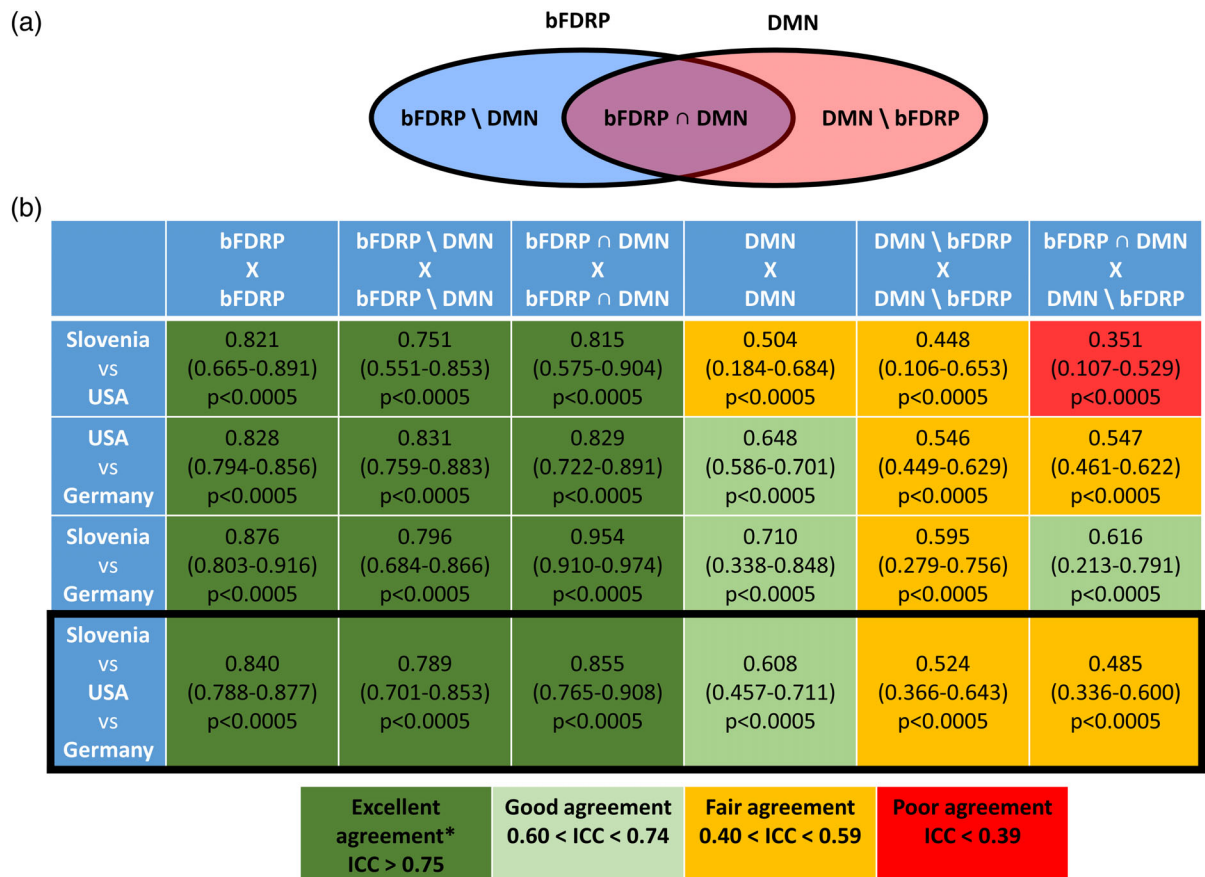 (a)
bFDRP DMN
bFDRP \ DMN bFDRP ∩ DMN DMN \ bFDRP
(b)
bFDRP bFDRP \ DMN bFDRP ∩ DMN DMN DMN \ bFDRP bFDRP ∩ DMN
X X X X X X
bFDRP bFDRP \ DMN bFDRP ∩ DMN DMN DMN \ bFDRP DMN \ bFDRP
Slovenia 0.821 0.751 0.815 0.504 0.448 0.351
vs (0.665-0.891) (0.551-0.853) (0.575-0.904) (0.184-0.684) (0.106-0.653) (0.107-0.529)
USA p<0.0005 p<0.0005 p<0.0005 p<0.0005 p<0.0005 p<0.0005
USA 0.828 0.831 0.829 0.648 0.546 0.547
vs (0.794-0.856) (0.759-0.883) (0.722-0.891) (0.586-0.701) (0.449-0.629) (0.461-0.622)
Germany p<0.0005 p<0.0005 p<0.0005 p<0.0005 p<0.0005 p<0.0005
Slovenia 0.876 0.796 0.954 0.710 0.595 0.616
vs (0.803-0.916) (0.684-0.866) (0.910-0.974) (0.338-0.848) (0.279-0.756) (0.213-0.791)
Germany p<0.0005 p<0.0005 p<0.0005 p<0.0005 p<0.0005 p<0.0005
Slovenia
vs 0.840 0.789 0.855 0.608 0.524 0.485
USA (0.788-0.877) (0.701-0.853) (0.765-0.908) (0.457-0.711) (0.366-0.643) (0.336-0.600)
vs p<0.0005 p<0.0005 p<0.0005 p<0.0005 p<0.0005 p<0.0005
Germany
Excellent Good agreement Fair agreement Poor agreement
agreement* 0.60 < ICC < 0.74 0.40 < ICC < 0.59 ICC < 0.39
ICC > 0.75